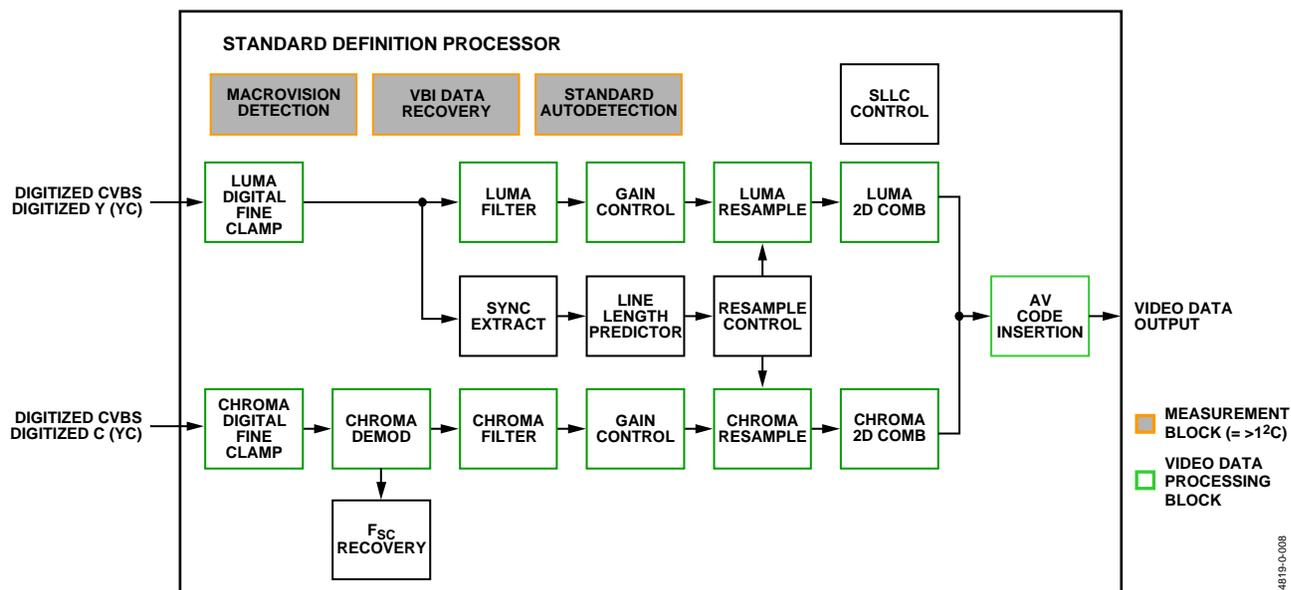 STANDARD DEFINITION PROCESSOR
MACROVISION
DETECTION
VBI DATA
RECOVERY
STANDARD
AUTODETECTION
SLLC
CONTROL
DIGITIZED CVBS
DIGITIZED Y (YC)
LUMA
DIGITAL
FINE
CLAMP
LUMA
FILTER
GAIN
CONTROL
LUMA
RESAMPLE
LUMA
2D COMB
SYNC
EXTRACT
LINE
LENGTH
PREDICTOR
RESAMPLE
CONTROL
AV
CODE
INSERTION
VIDEO DATA
OUTPUT
DIGITIZED CVBS
DIGITIZED C (YC)
CHROMA
DIGITAL
FINE
CLAMP
CHROMA
DEMOD
CHROMA
FILTER
GAIN
CONTROL
CHROMA
RESAMPLE
CHROMA
2D COMB
FSC
RECOVERY
MEASUREMENT
BLOCK (= >1²C)
VIDEO DATA
PROCESSING
BLOCK
4819-0-008